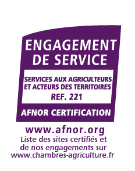 ENGAGEMENT
DE SERVICE
SERVICES AUX AGRICULTEURS
ET ACTEURS DES TERRITOIRES
REF. 221
AFNOR CERTIFICATION
www.afnor.org
Liste des sites certifiés et
de nos engagements sur
www.chambres-agriculture.fr